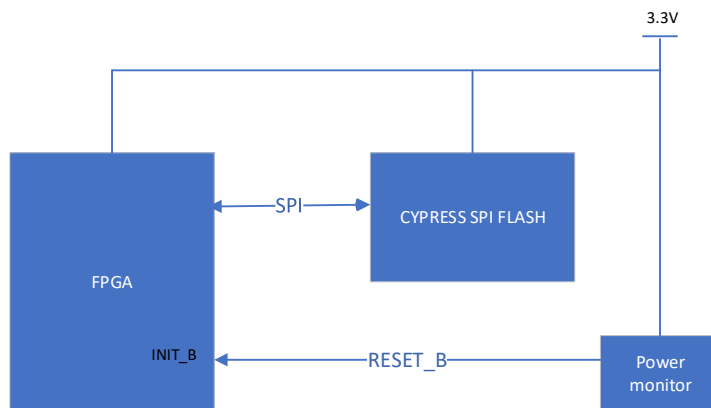 3.3V
SPI
CYPRESS SPI FLASH
FPGA
INIT_B
RESET_B
Power
monitor